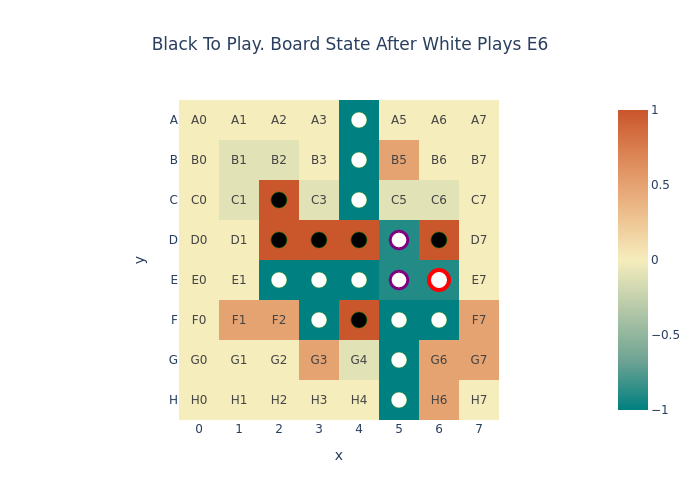 Black To Play. Board State After White Plays E6
A A0 A1 A2 A3 A5 A6 A7
B B0 B1 B2 B3 B5 B6 B7
C C0 C1 C3 C5 C6 C7
D D0 D1 D7
E E0 E1 E7
F F0 F1 F2 F7
G G0 G1 G2 G3 G4 G6 G7
H H0 H1 H2 H3 H4 H6 H7
0 1 2 3 4 5 6 7
x
y
1
0.5
0
−0.5
−1